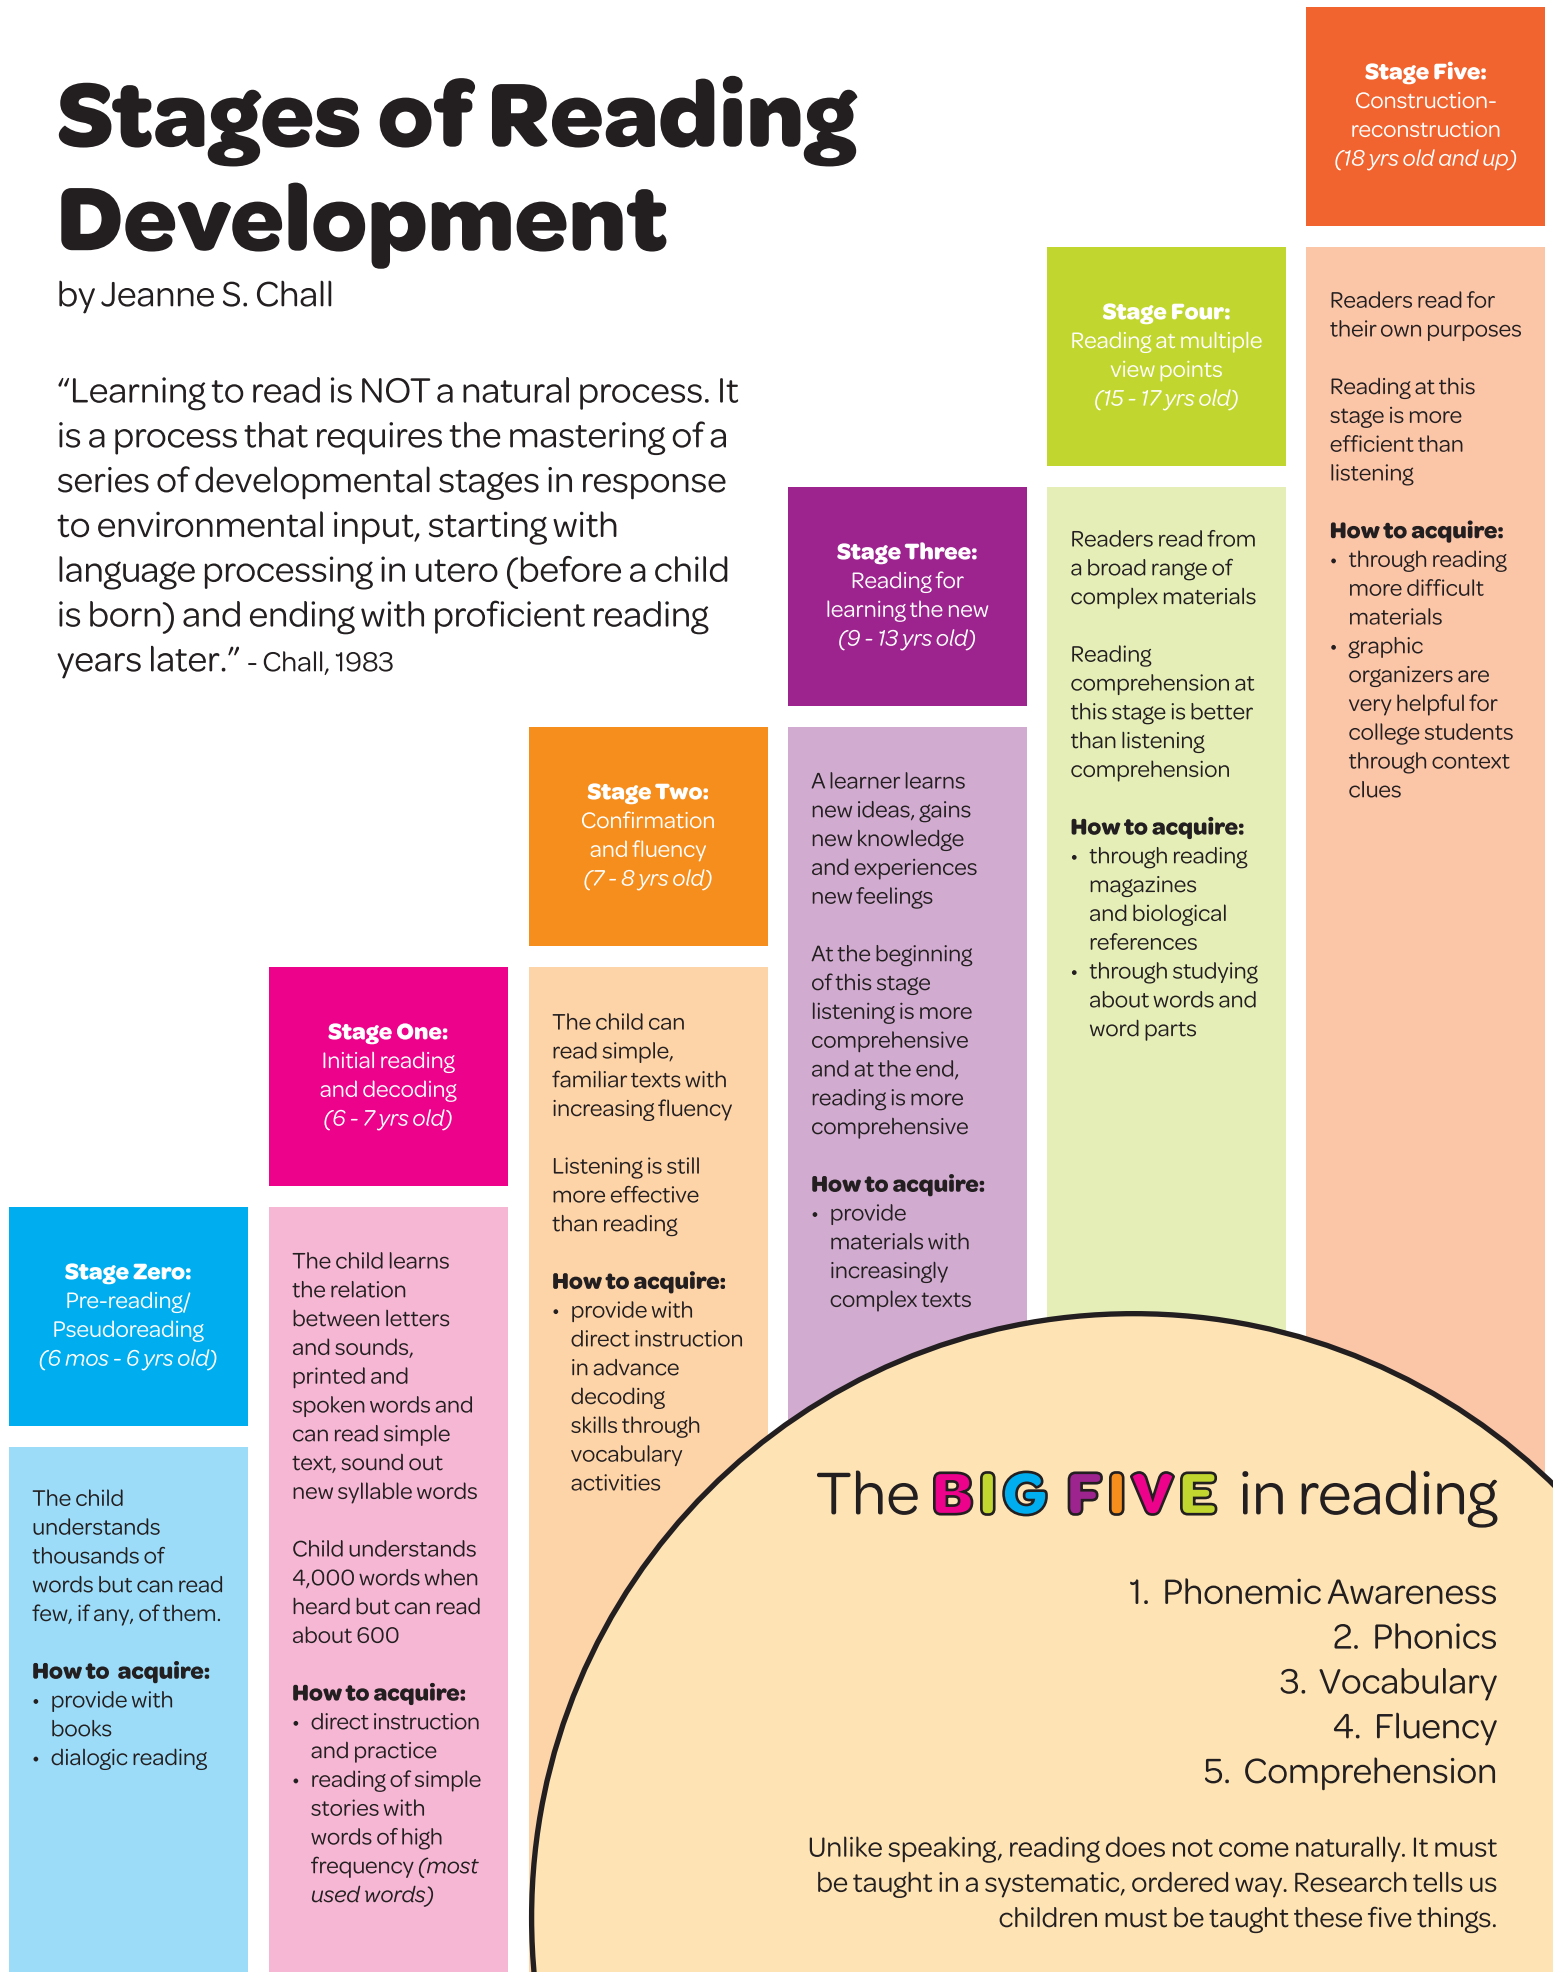 Stages of Reading
Development
by Jeanne S. Chall
“Learning to read is NOT a natural process. It
is a process that requires the mastering of a
series of developmental stages in response
to environmental input, starting with
language processing in utero (before a child
is born) and ending with proficient reading
years later.” - Chall, 1983
Stage Zero:
Pre-reading/
Pseudoreading
(6 mos - 6 yrs old)
The child
understands
thousands of
words but can read
few, if any, of them.
How to  acquire:
• provide with
books
• dialogic reading
Stage One:
Initial reading
and decoding
(6 - 7 yrs old)
The child learns
the relation
between letters
and sounds,
printed and
spoken words and
can read simple
text, sound out
new syllable words
Child understands
4,000 words when
heard but can read
about 600
How to acquire:
• direct instruction
and practice
• reading of simple
stories with
words of high
frequency (most
used words)
Stage Two:
Confirmation
and fluency
(7 - 8 yrs old)
The child can
read simple,
familiar texts with
increasing fluency
Listening is still
more effective
than reading
How to acquire:
• provide with
direct instruction
in advance
decoding
skills through
vocabulary
activities
Stage Three:
Reading for
learning the new
(9 - 13 yrs old)
A learner learns
new ideas, gains
new knowledge
and experiences
new feelings
At the beginning
of this stage
listening is more
comprehensive
and at the end,
reading is more
comprehensive
How to acquire:
• provide
materials with
increasingly
complex texts
Stage Four:
Reading at multiple
view points
(15 - 17 yrs old)
Readers read from
a broad range of
complex materials
Reading
comprehension at
this stage is better
than listening
comprehension
How to acquire:
• through reading
magazines
and biological
references
• through studying
about words and
word parts
Stage Five:
Construction-
reconstruction
(18 yrs old and up)
Readers read for
their own purposes
Reading at this
stage is more
efficient than
listening
How to acquire:
• through reading
more difficult
materials
• graphic
organizers are
very helpful for
college students
through context
clues
The BIG FIVE in reading
1. Phonemic Awareness
2. Phonics
3. Vocabulary
4. Fluency
5. Comprehension
Unlike speaking, reading does not come naturally. It must
be taught in a systematic, ordered way. Research tells us
children must be taught these five things.